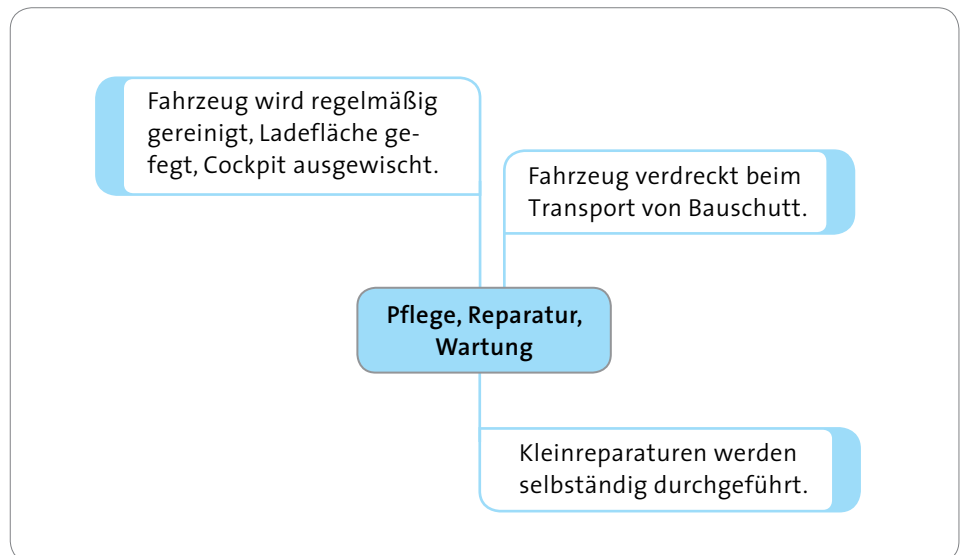 Fahrzeug wird regelmäßig
gereinigt, Ladefläche ge-
fegt, Cockpit ausgewischt.
Fahrzeug verdreckt beim
Transport von Bauschutt.
Pflege, Reparatur,
Wartung
Kleinreparaturen werden
selbständig durchgeführt.